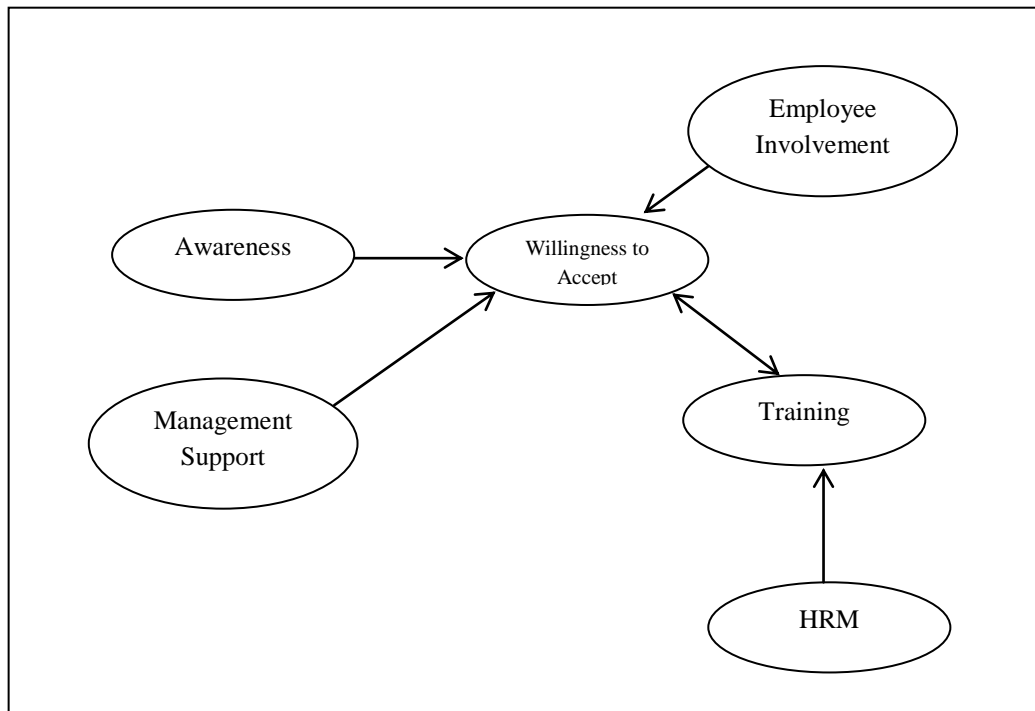 Employee
Involvement
Awareness
Willingness to
Accept
Management
Support
Training
HRM